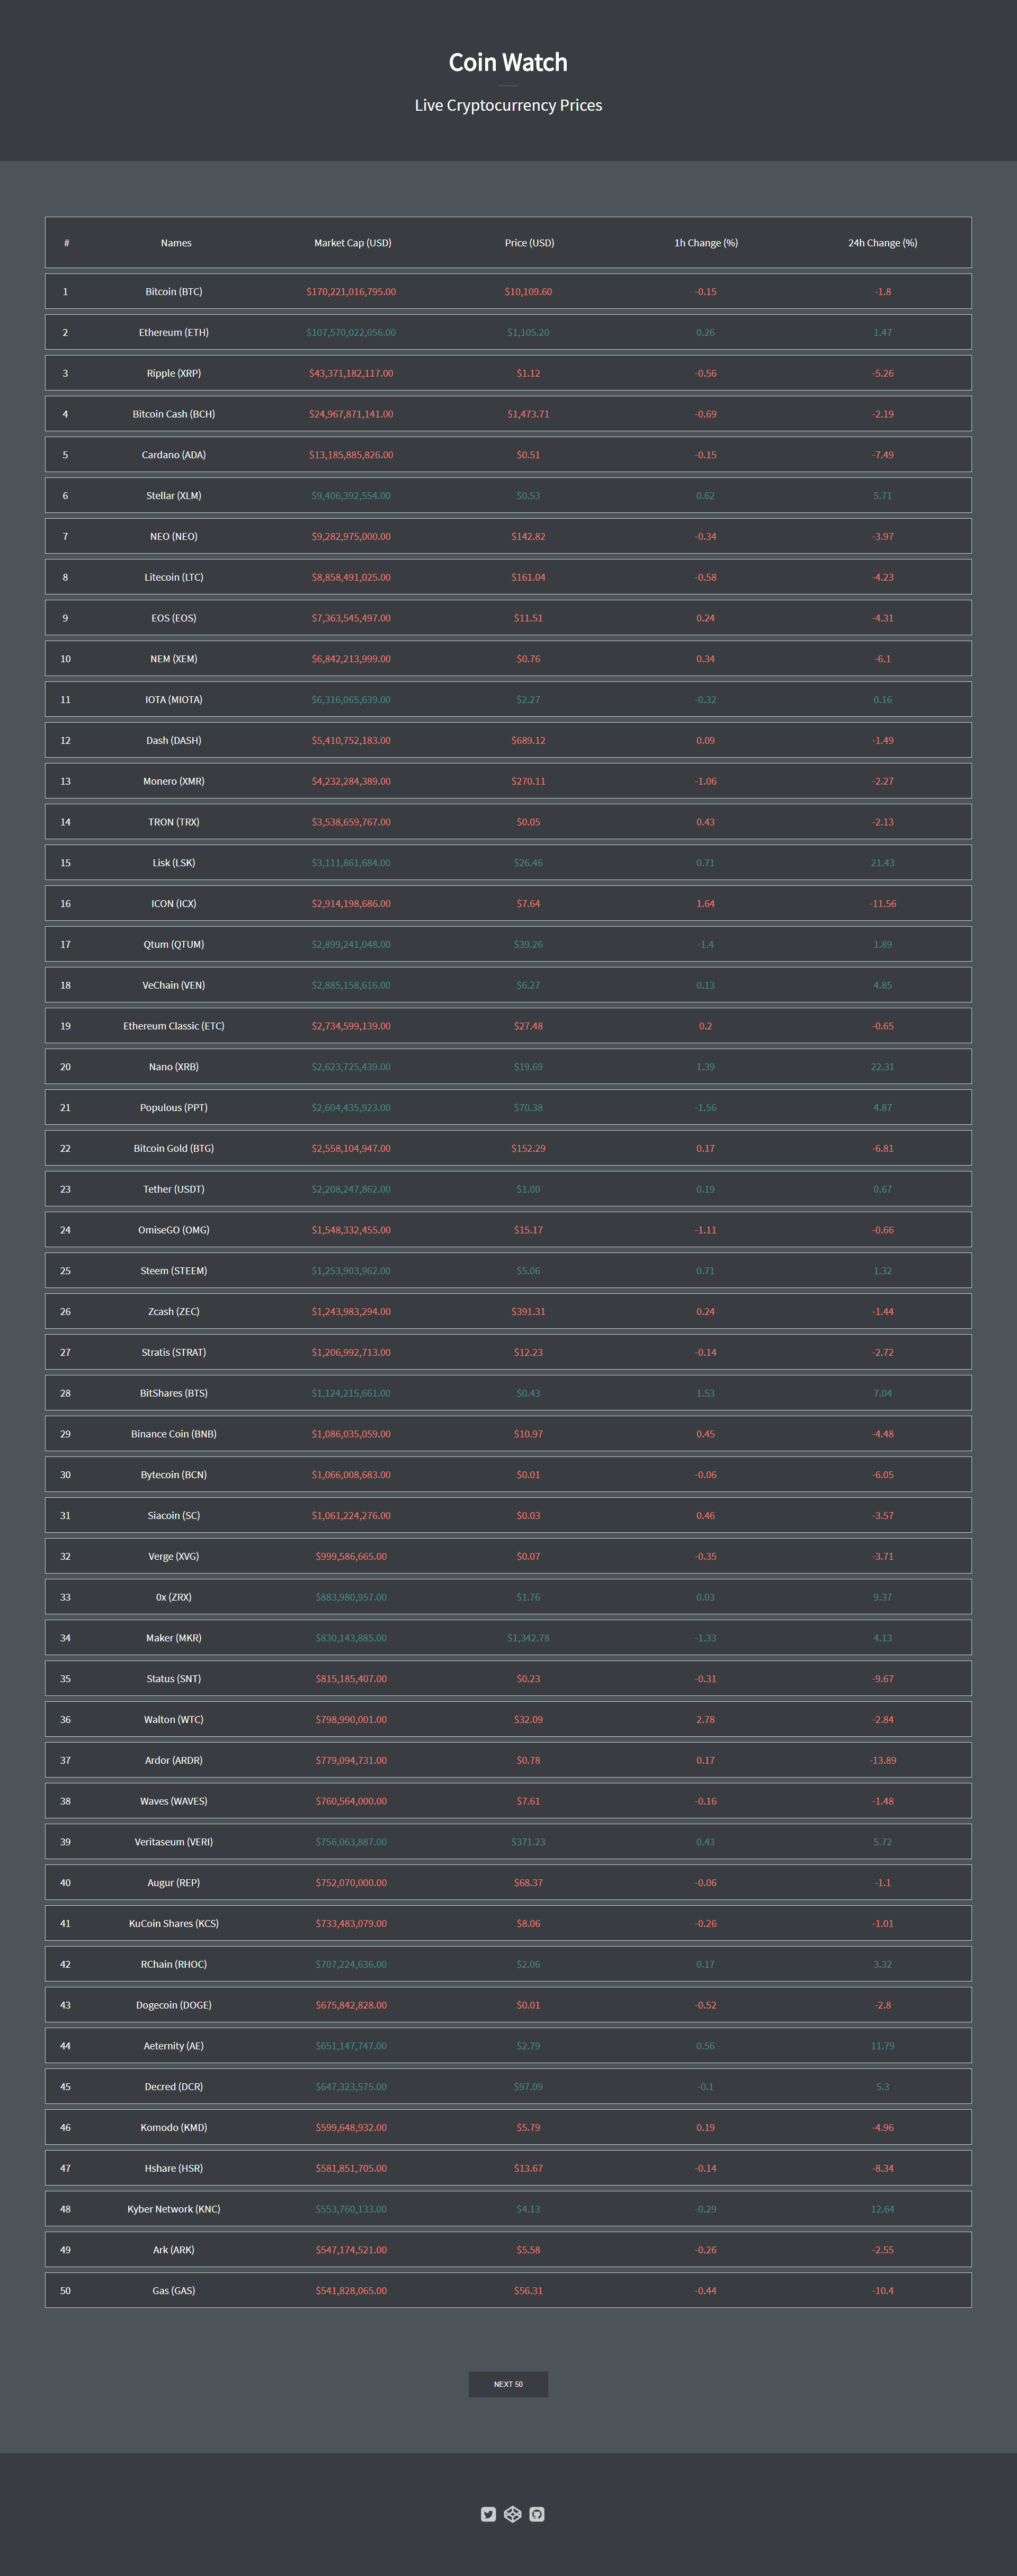 Coin Watch
Live Cryptocurrency Prices
# Names Market Cap (USD) Price (USD) 1h Change (%) 24h Change (%)
1 Bitcoin (BTC) $170,221,016,795.00 $10,109.60 -0.15 -1.8
2 Ethereum (ETH) $107,570,022,056.00 $1,105.20 0.26 1.47
3 Ripple (XRP) $43,371,182,117.00 $1.12 -0.56 -5.26
4 Bitcoin Cash (BCH) $24,967,871,141.00 $1,473.71 -0.69 -2.19
5 Cardano (ADA) $13,185,885,826.00 $0.51 -0.15 -7.49
6 Stellar (XLM) $9,406,392,554.00 $0.53 0.62 5.71
7 NEO (NEO) $9,282,975,000.00 $142.82 -0.34 -3.97
8 Litecoin (LTC) $8,858,491,025.00 $161.04 -0.58 -4.23
9 EOS (EOS) $7,363,545,497.00 $11.51 0.24 -4.31
10 NEM (XEM) $6,842,213,999.00 $0.76 0.34 -6.1
11 IOTA (MIOTA) $6,316,065,639.00 $2.27 -0.32 0.16
12 Dash (DASH) $5,410,752,183.00 $689.12 0.09 -1.49
13 Monero (XMR) $4,232,284,389.00 $270.11 -1.06 -2.27
14 TRON (TRX) $3,538,659,767.00 $0.05 0.43 -2.13
15 Lisk (LSK) $3,111,861,684.00 $26.46 0.71 21.43
16 ICON (ICX) $2,914,198,686.00 $7.64 1.64 -11.56
17 Qtum (QTUM) $2,899,241,048.00 $39.26 -1.4 1.89
18 VeChain (VEN) $2,885,158,616.00 $6.27 0.13 4.85
19 Ethereum Classic (ETC) $2,734,599,139.00 $27.48 0.2 -0.65
20 Nano (XRB) $2,623,725,439.00 $19.69 1.39 22.31
21 Populous (PPT) $2,604,435,923.00 $70.38 -1.56 4.87
22 Bitcoin Gold (BTG) $2,558,104,947.00 $152.29 0.17 -6.81
23 Tether (USDT) $2,208,247,862.00 $1.00 0.19 0.67
24 OmiseGO (OMG) $1,548,332,455.00 $15.17 -1.11 -0.66
25 Steem (STEEM) $1,253,903,962.00 $5.06 0.71 1.32
26 Zcash (ZEC) $1,243,983,294.00 $391.31 0.24 -1.44
27 Stratis (STRAT) $1,206,992,713.00 $12.23 -0.14 -2.72
28 BitShares (BTS) $1,124,215,661.00 $0.43 1.53 7.04
29 Binance Coin (BNB) $1,086,035,059.00 $10.97 0.45 -4.48
30 Bytecoin (BCN) $1,066,008,683.00 $0.01 -0.06 -6.05
31 Siacoin (SC) $1,061,224,276.00 $0.03 0.46 -3.57
32 Verge (XVG) $999,586,665.00 $0.07 -0.35 -3.71
33 0x (ZRX) $883,980,957.00 $1.76 0.03 9.37
34 Maker (MKR) $830,143,885.00 $1,342.78 -1.33 4.13
35 Status (SNT) $815,185,407.00 $0.23 -0.31 -9.67
36 Walton (WTC) $798,990,001.00 $32.09 2.78 -2.84
37 Ardor (ARDR) $779,094,731.00 $0.78 0.17 -13.89
38 Waves (WAVES) $760,564,000.00 $7.61 -0.16 -1.48
39 Veritaseum (VERI) $756,063,887.00 $371.23 0.43 5.72
40 Augur (REP) $752,070,000.00 $68.37 -0.06 -1.1
41 KuCoin Shares (KCS) $733,483,079.00 $8.06 -0.26 -1.01
42 RChain (RHOC) $707,224,636.00 $2.06 0.17 3.32
43 Dogecoin (DOGE) $675,842,828.00 $0.01 -0.52 -2.8
44 Aeternity (AE) $651,147,747.00 $2.79 0.56 11.79
45 Decred (DCR) $647,323,575.00 $97.09 -0.1 5.3
46 Komodo (KMD) $599,648,932.00 $5.79 0.19 -4.96
47 Hshare (HSR) $581,851,705.00 $13.67 -0.14 -8.34
48 Kyber Network (KNC) $553,760,133.00 $4.13 -0.29 12.64
49 Ark (ARK) $547,174,521.00 $5.58 -0.26 -2.55
50 Gas (GAS) $541,828,065.00 $56.31 -0.44 -10.4
NEXT 50